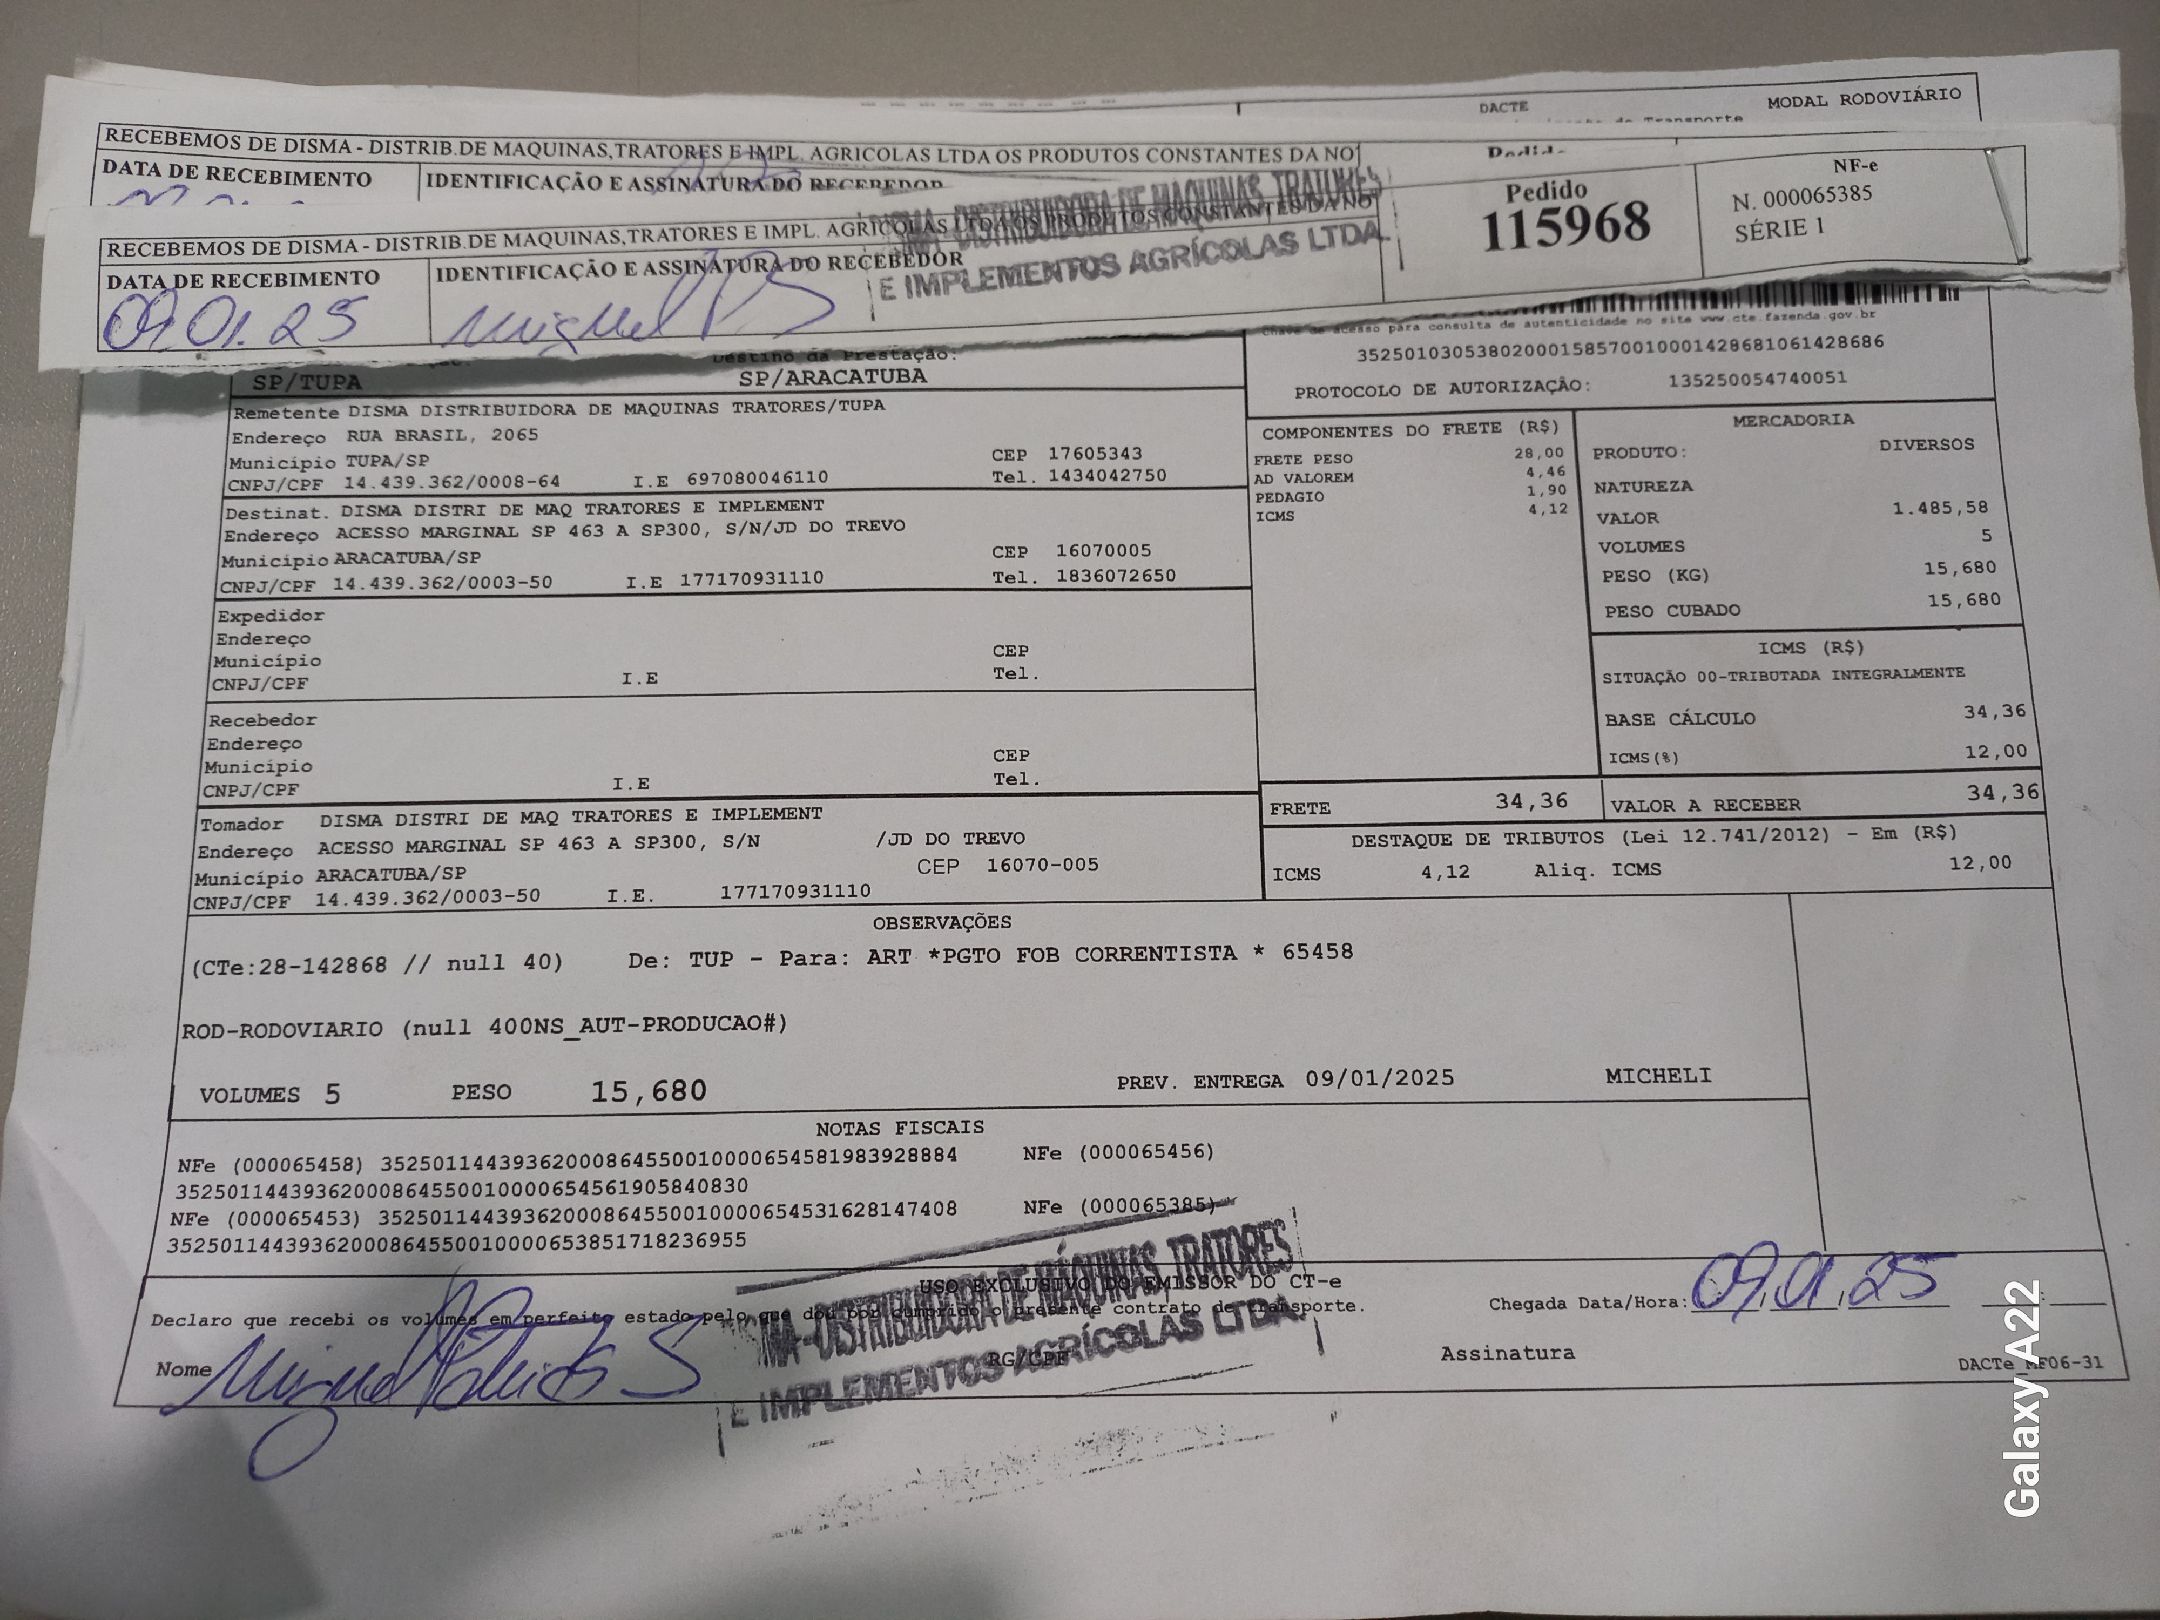 DACTE
MODAL RODOVIÁRIO
RECEBEMOS DE DISMA - DISTRIB.DE MAQUINAS,TRATORES E IMPL. AGRICOLAS LTDA OS PRODUTOS CONSTANTES DA NO
DATA DE RECEBIMENTO
IDENTIFICAÇÃO E ASSINATURA DO RECEBEDOR
RECEBEMOS DE DISMA - DISTRIB.DE MAQUINAS,TRATORES E IMPL. AGRICOLAS LTDA OS PRODUTOS CONSTANTES DA NO
DATA DE RECEBIMENTO
09.01.25
IDENTIFICAÇÃO E ASSINATURA DO RECEBEDOR
Miguel P S
DISTRIBUIDORA DE MAQUINAS, TRATORES
E IMPLEMENTOS AGRÍCOLAS LTDA.
Pedido
115968
NF-e
N. 000065385
SÉRIE 1
Chave de acesso para consulta de autenticidade no site www.cte.fazenda.gov.br
35250103053802000158570010001428681061428686
PROTOCOLO DE AUTORIZAÇÃO: 135250054740051
Destino da Prestação:
SP/TUPA SP/ARACATUBA
Remetente DISMA DISTRIBUIDORA DE MAQUINAS TRATORES/TUPA
Endereço RUA BRASIL, 2065
Município TUPA/SP CEP 17605343
CNPJ/CPF 14.439.362/0008-64 I.E 697080046110 Tel. 1434042750
Destinat. DISMA DISTRI DE MAQ TRATORES E IMPLEMENT
Endereço ACESSO MARGINAL SP 463 A SP300, S/N/JD DO TREVO
Município ARACATUBA/SP CEP 16070005
CNPJ/CPF 14.439.362/0003-50 I.E 177170931110 Tel. 1836072650
Expedidor
Endereço
Município CEP
CNPJ/CPF I.E Tel.
Recebedor
Endereço
Município CEP
CNPJ/CPF I.E Tel.
Tomador DISMA DISTRI DE MAQ TRATORES E IMPLEMENT
Endereço ACESSO MARGINAL SP 463 A SP300, S/N /JD DO TREVO
Município ARACATUBA/SP CEP 16070-005
CNPJ/CPF 14.439.362/0003-50 I.E. 177170931110
COMPONENTES DO FRETE (R$)
FRETE PESO 28,00
AD VALOREM 4,46
PEDAGIO 1,90
ICMS 4,12
MERCADORIA
PRODUTO: DIVERSOS
NATUREZA
VALOR 1.485,58
VOLUMES 5
PESO (KG) 15,680
PESO CUBADO 15,680
ICMS (R$)
SITUAÇÃO 00-TRIBUTADA INTEGRALMENTE
BASE CÁLCULO 34,36
ICMS(%) 12,00
FRETE 34,36 VALOR A RECEBER 34,36
DESTAQUE DE TRIBUTOS (Lei 12.741/2012) - Em (R$)
ICMS 4,12 Aliq. ICMS 12,00
OBSERVAÇÕES
(CTe:28-142868 // null 40) De: TUP - Para: ART *PGTO FOB CORRENTISTA * 65458
ROD-RODOVIARIO (null 400NS_AUT-PRODUCAO#)
VOLUMES 5 PESO 15,680 PREV. ENTREGA 09/01/2025 MICHELI
NOTAS FISCAIS
NFe (000065458) 35250114439362000864550010000654581983928884 NFe (000065456)
35250114439362000864550010000654561905840830
NFe (000065453) 35250114439362000864550010000654531628147408 NFe (000065385)
35250114439362000864550010000653851718236955
USO EXCLUSIVO DO EMISSOR DO CT-e
Declaro que recebi os volumes em perfeito estado pelo que dou por cumprido o presente contrato de transporte.
Chegada Data/Hora: 09.01.25
Nome Miguel
RG/CPF
Assinatura
DISTRIBUIDORA DE MÁQUINAS, TRATORES
E IMPLEMENTOS AGRÍCOLAS LTDA.
DACTe MF06-31
Galaxy A22